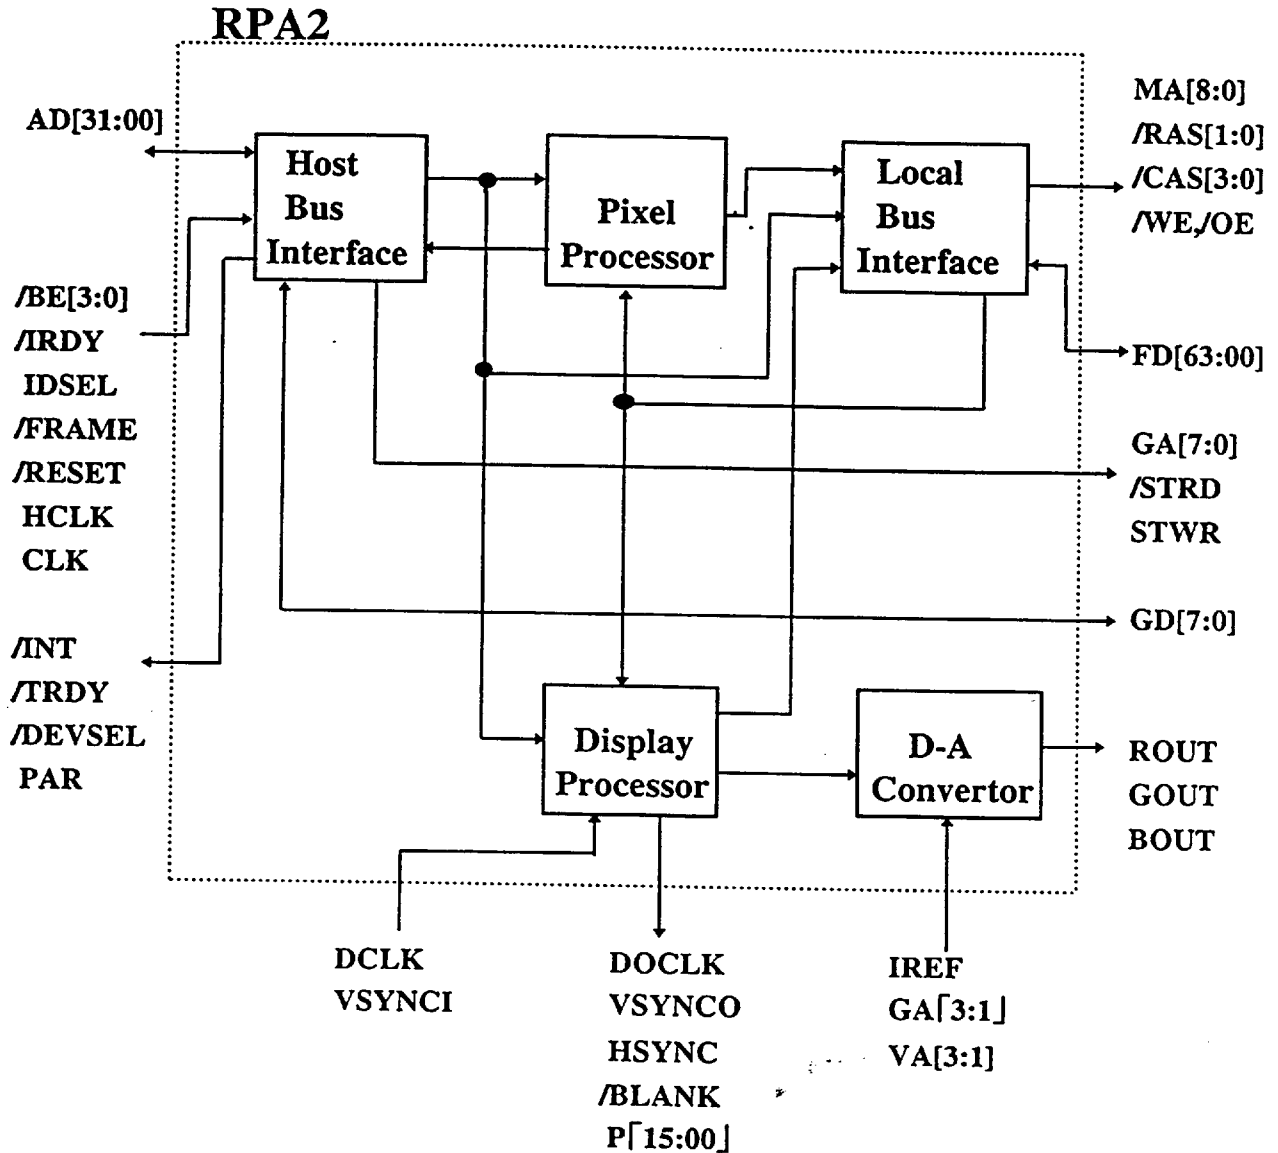 RPA2
AD[31:00]
Host
Bus
Interface
Pixel
Processor
Local
Bus
Interface
MA[8:0]
/RAS[1:0]
/CAS[3:0]
/WE,/OE
/BE[3:0]
/IRDY
IDSEL
/FRAME
/RESET
HCLK
CLK
FD[63:00]
GA[7:0]
/STRD
STWR
GD[7:0]
/INT
/TRDY
/DEVSEL
PAR
Display
Processor
D-A
Convertor
ROUT
GOUT
BOUT
DCLK
VSYNCI
DOCLK
VSYNCO
HSYNC
/BLANK
P⌈15:00⌋
IREF
GA⌈3:1⌋
VA[3:1]